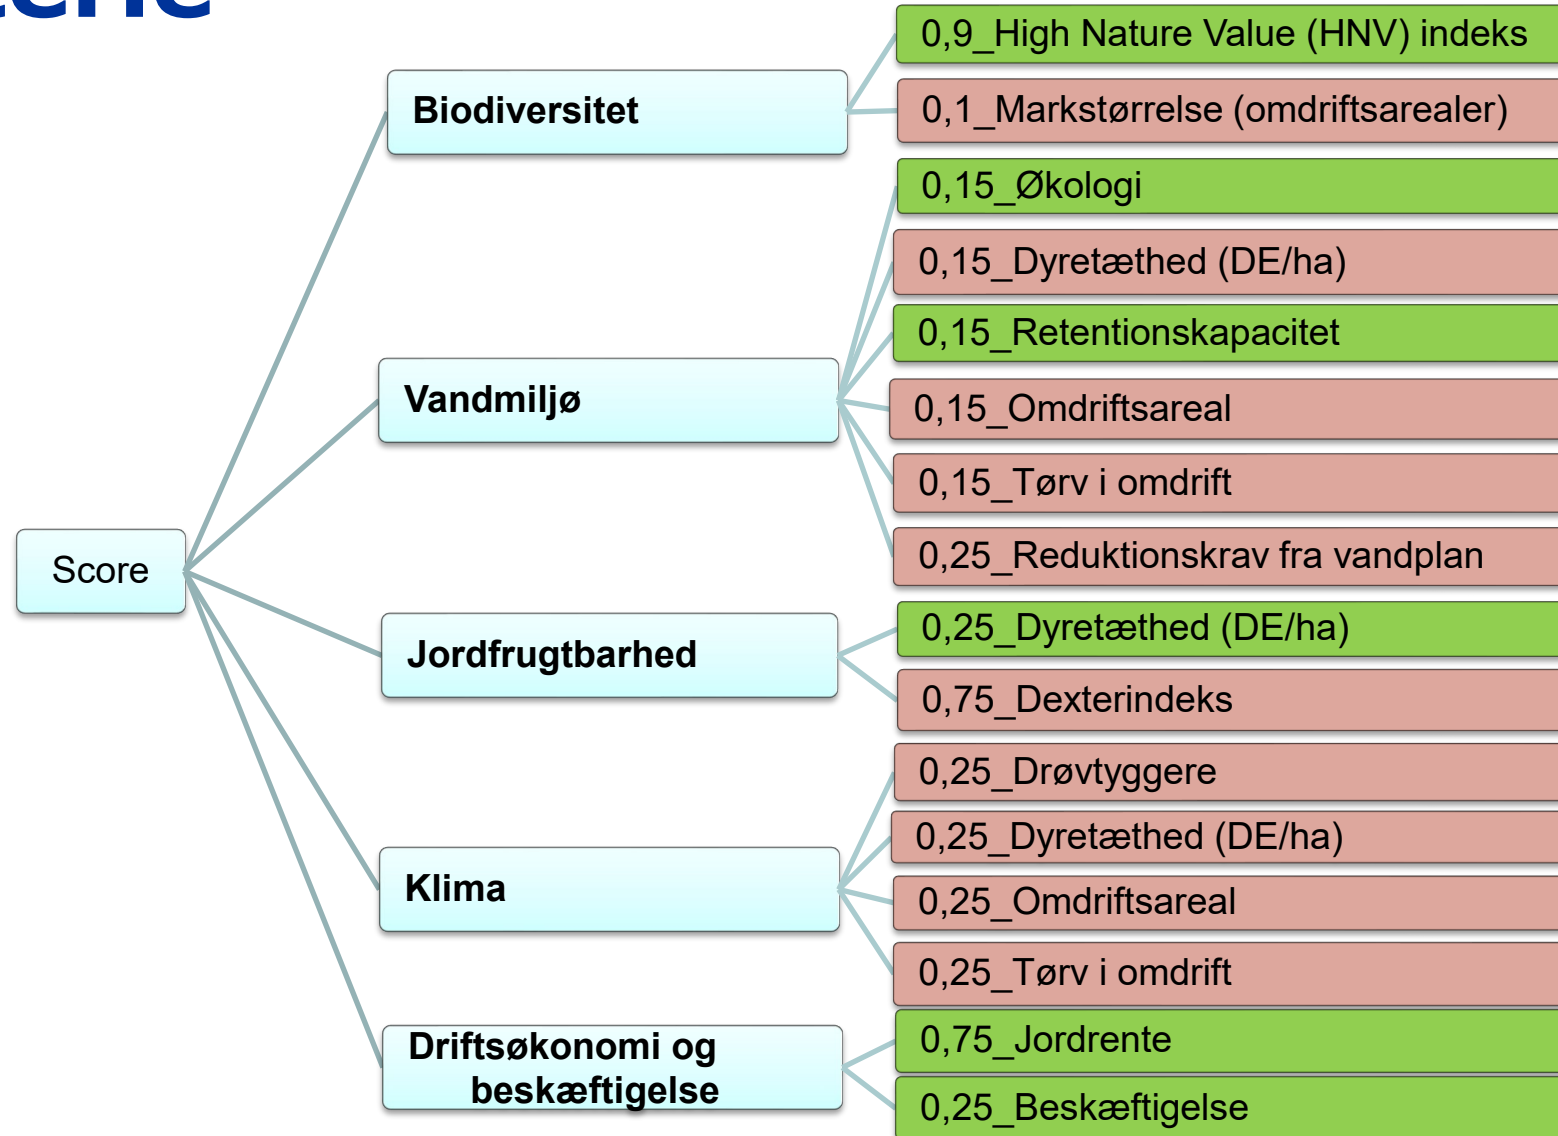 Score
Biodiversitet
0,9_High Nature Value (HNV) indeks
0,1_Markstørrelse (omdriftsarealer)
Vandmiljø
0,15_Økologi
0,15_Dyretæthed (DE/ha)
0,15_Retentionskapacitet
0,15_Omdriftsareal
0,15_Tørv i omdrift
0,25_Reduktionskrav fra vandplan
Jordfrugtbarhed
0,25_Dyretæthed (DE/ha)
0,75_Dexterindeks
Klima
0,25_Drøvtyggere
0,25_Dyretæthed (DE/ha)
0,25_Omdriftsareal
0,25_Tørv i omdrift
Driftsøkonomi og
beskæftigelse
0,75_Jordrente
0,25_Beskæftigelse